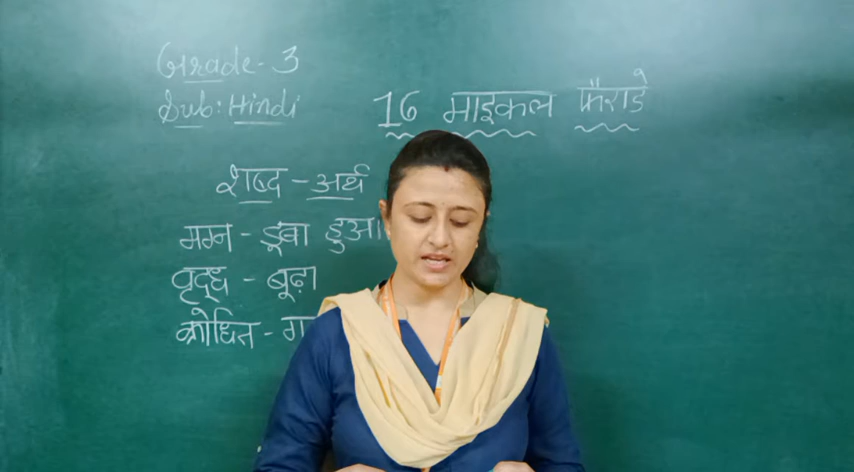 Grade - 3
Sub: Hindi
16 माइकल फैराडे
शब्द - अर्थ
मग्न - डूबा हुआ
वृद्ध - बूढ़ा
क्रोधित -